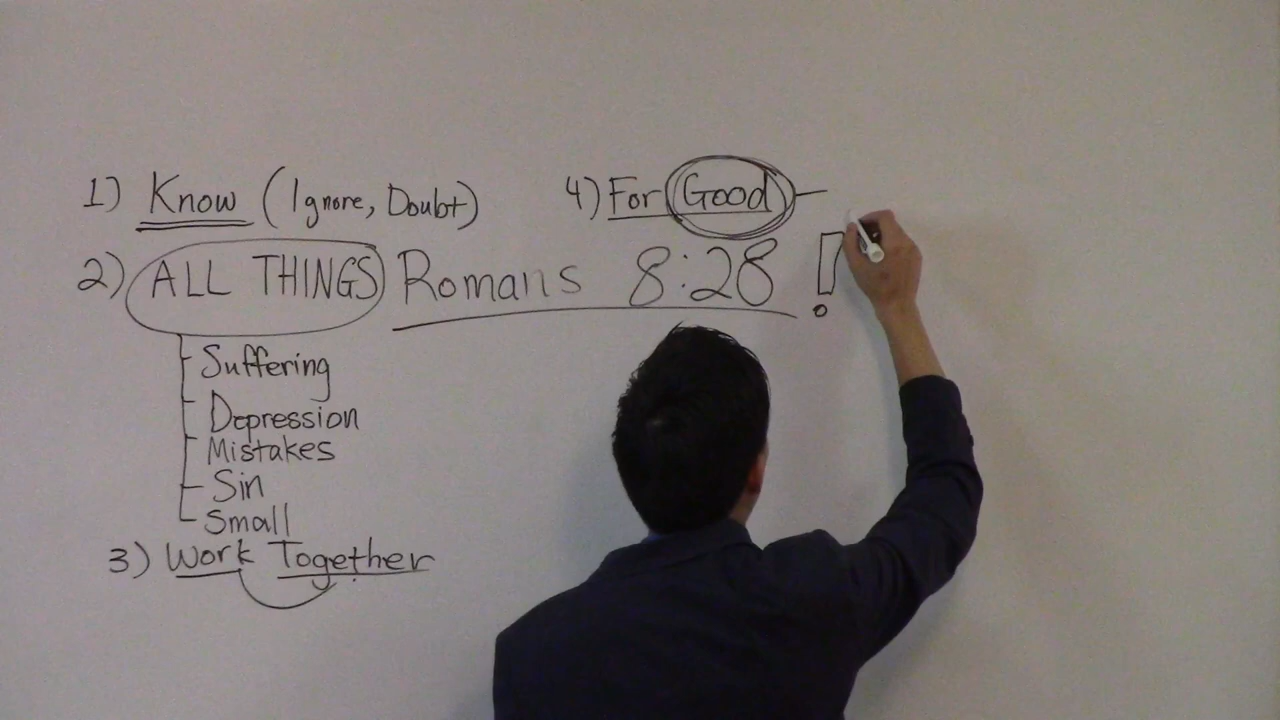 1) Know (Ignore, Doubt)
2) ALL THINGS
Suffering
Depression
Mistakes
Sin
Small
3) Work Together
Romans 8:28!
4) For Good -